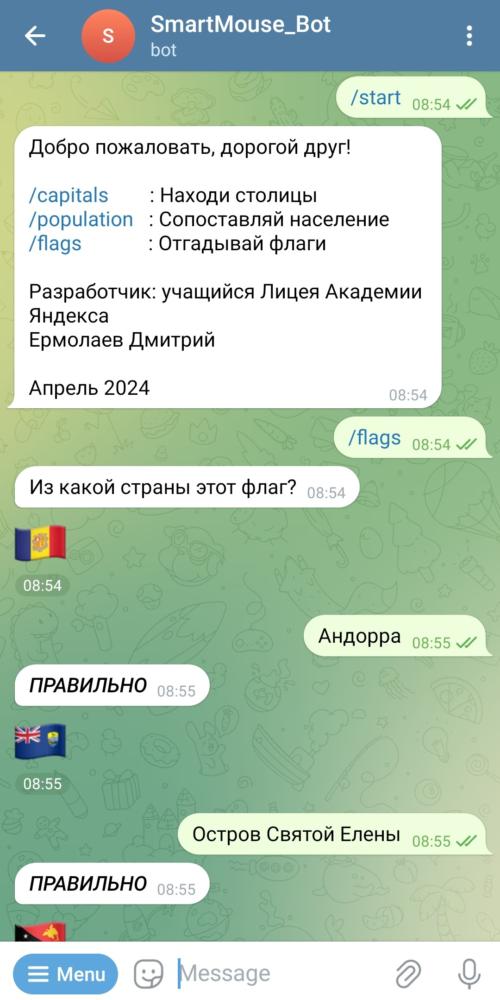 S
SmartMouse_Bot
bot
/start 08:54
Добро пожаловать, дорогой друг!
/capitals : Находи столицы
/population : Сопоставляй население
/flags : Отгадывай флаги
Разработчик: учащийся Лицея Академии
Яндекса
Ермолаев Дмитрий
Апрель 2024
08:54
/flags 08:54
Из какой страны этот флаг? 08:54
08:54
Андорра 08:55
ПРАВИЛЬНО 08:55
08:55
Остров Святой Елены 08:55
ПРАВИЛЬНО 08:55
Menu
Message